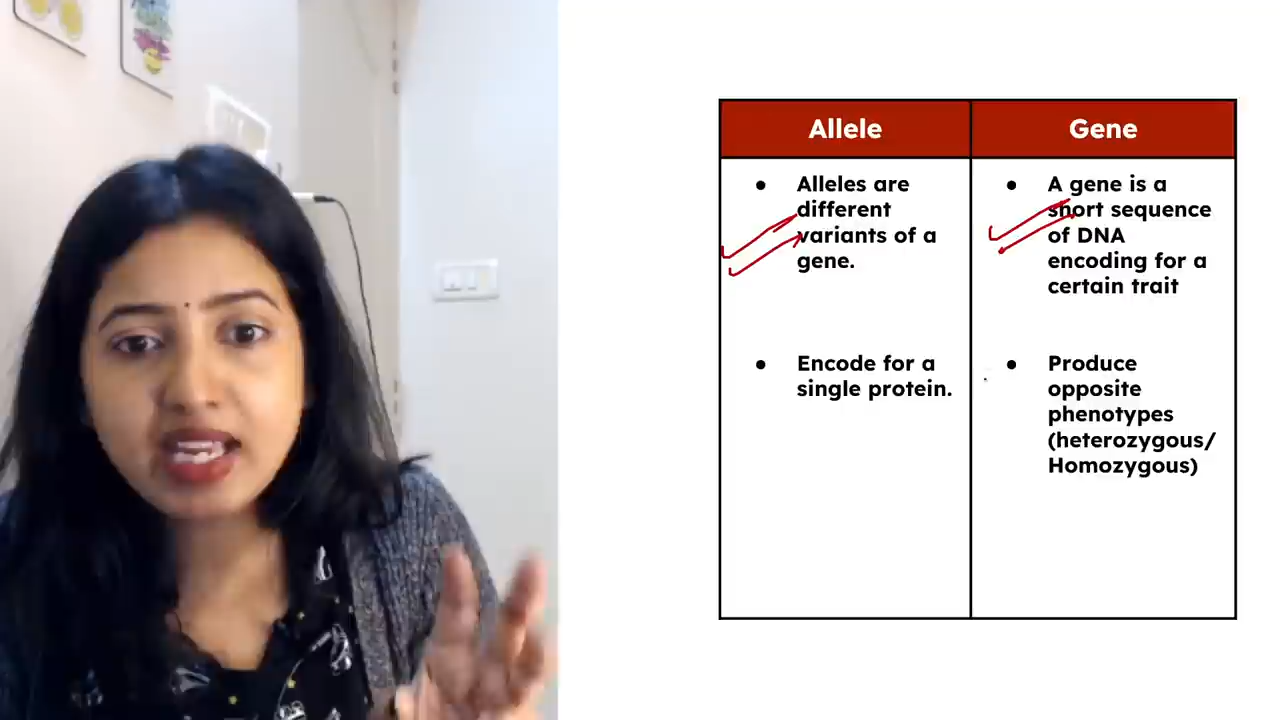 Allele
Gene
Alleles are
different
variants of a
gene.
Encode for a
single protein.
A gene is a
short sequence
of DNA
encoding for a
certain trait
Produce
opposite
phenotypes
(heterozygous/
Homozygous)